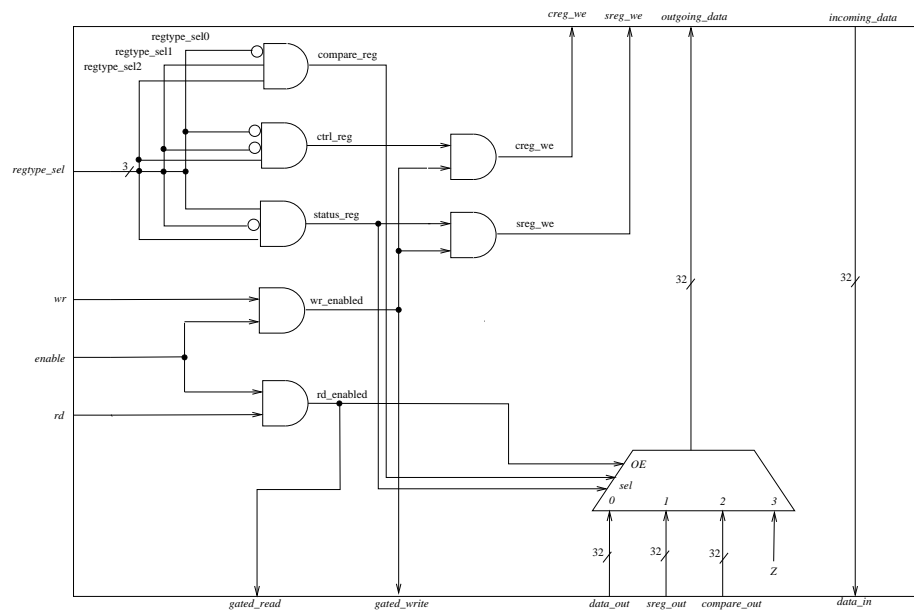 creg_we sreg_we outgoing_data incoming_data
regtype_sel0
regtype_sel1
regtype_sel2
compare_reg
ctrl_reg
creg_we
regtype_sel
3
status_reg
sreg_we
32
32
wr
wr_enabled
enable
rd_enabled
rd
OE
sel
0 1 2 3
32 32 32
Z
gated_read gated_write data_out sreg_out compare_out data_in